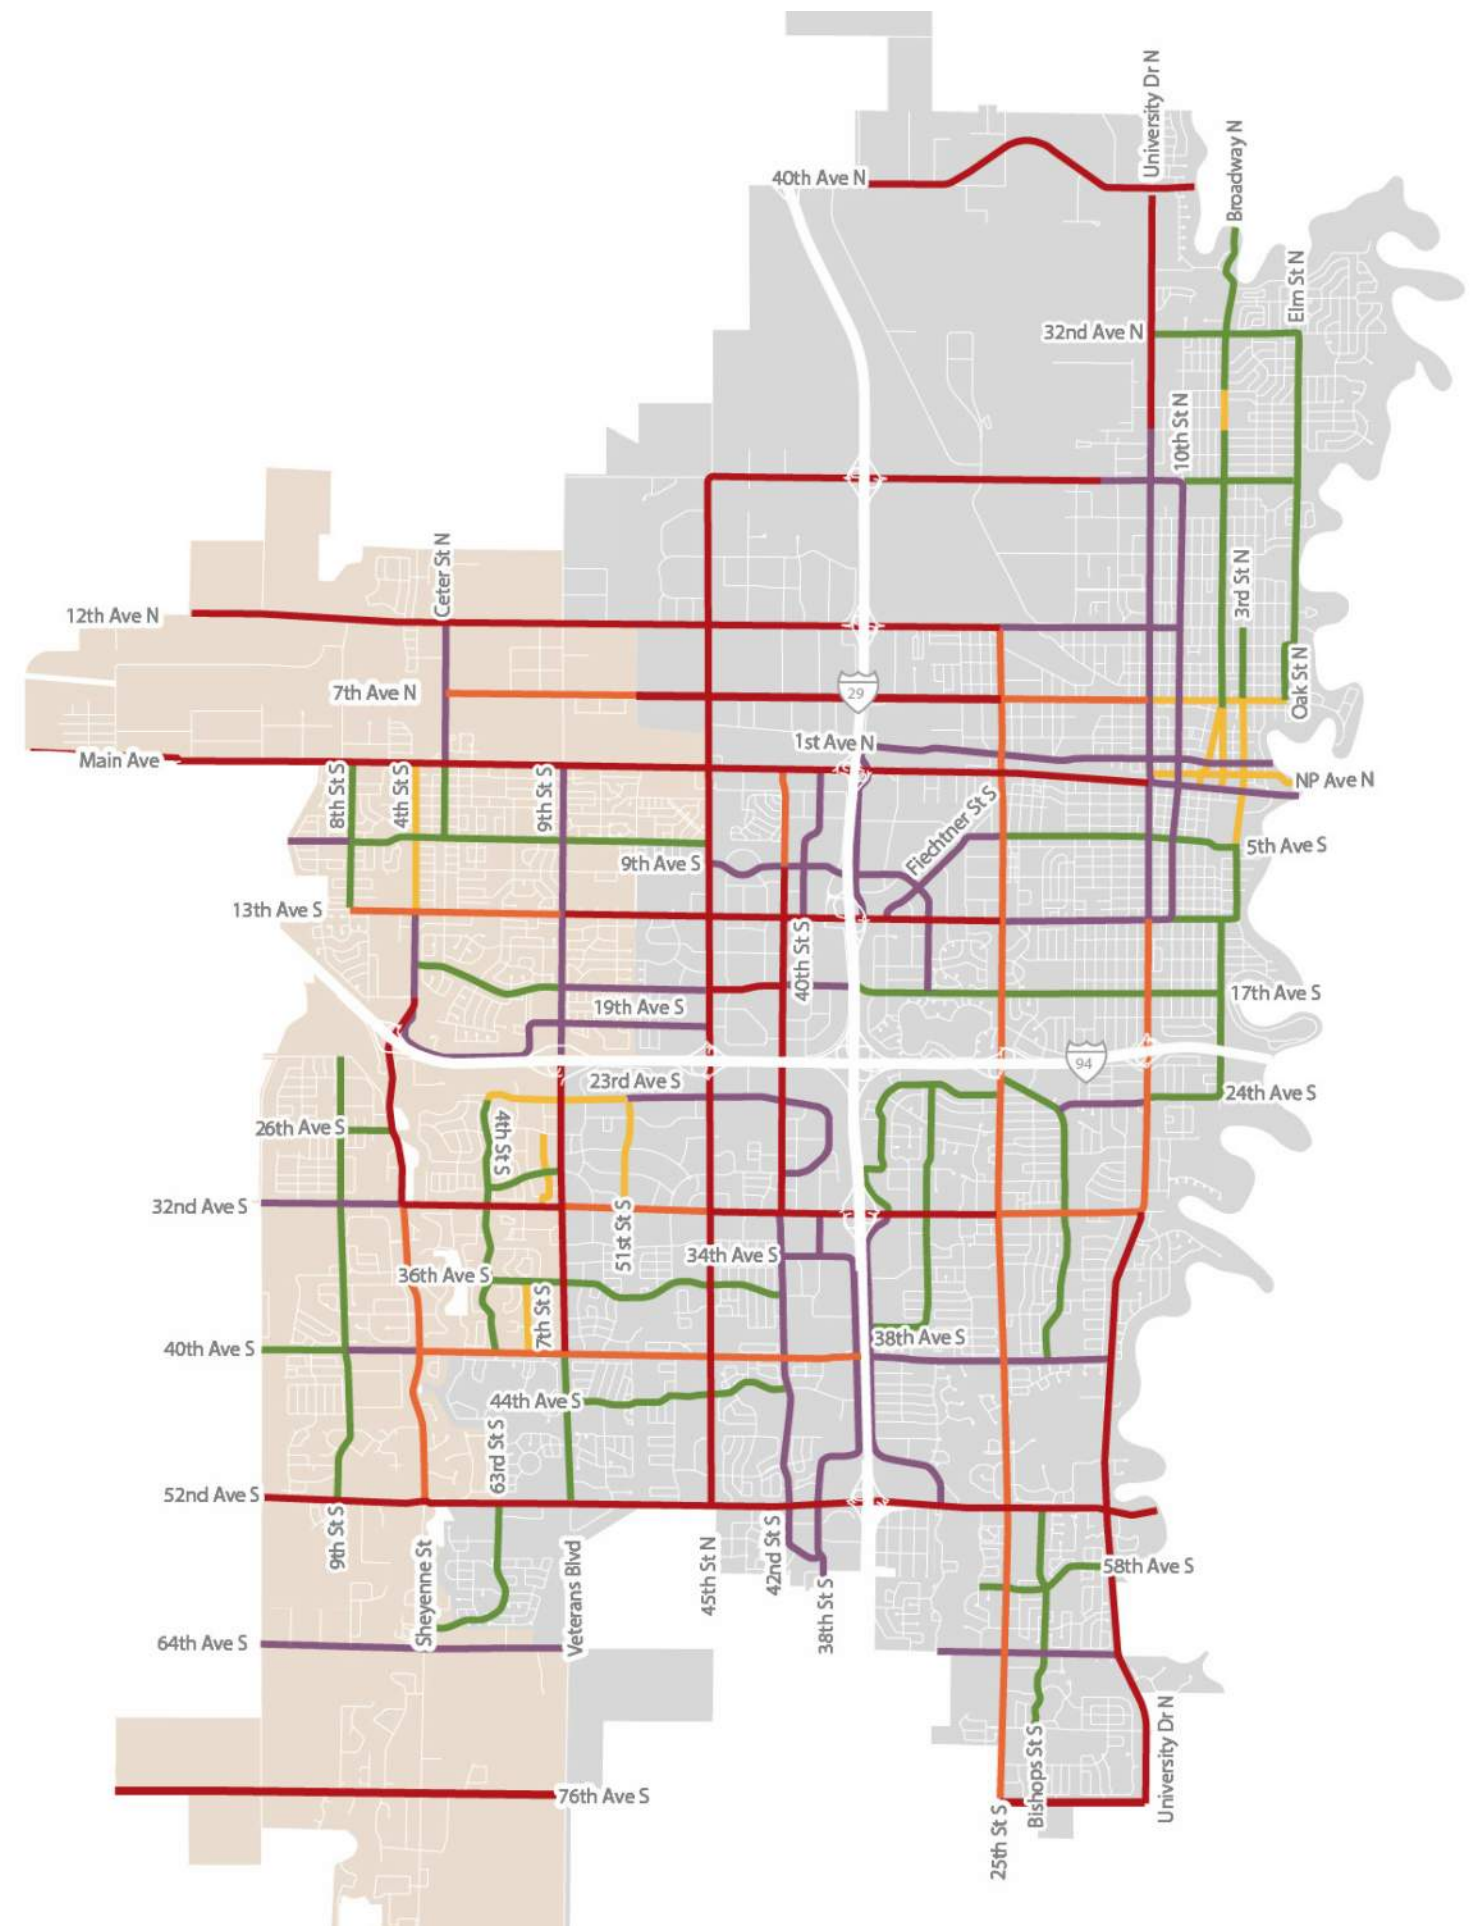 University Dr N
Broadway N
40th Ave N
Elm St N
32nd Ave N
10th St N
Ceter St N
3rd St N
12th Ave N
7th Ave N
29
Oak St N
1st Ave N
Main Ave
NP Ave N
8th St S
4th St S
9th St S
Fiechtner St S
5th Ave S
9th Ave S
13th Ave S
40th St S
17th Ave S
19th Ave S
94
23rd Ave S
24th Ave S
26th Ave S
4th St S
32nd Ave S
51st St S
34th Ave S
36th Ave S
7th St S
38th Ave S
40th Ave S
44th Ave S
63rd St S
52nd Ave S
9th St S
Sheyenne St
Veterans Blvd
45th St N
42nd St S
38th St S
58th Ave S
64th Ave S
University Dr N
Bishops St S
76th Ave S
25th St S